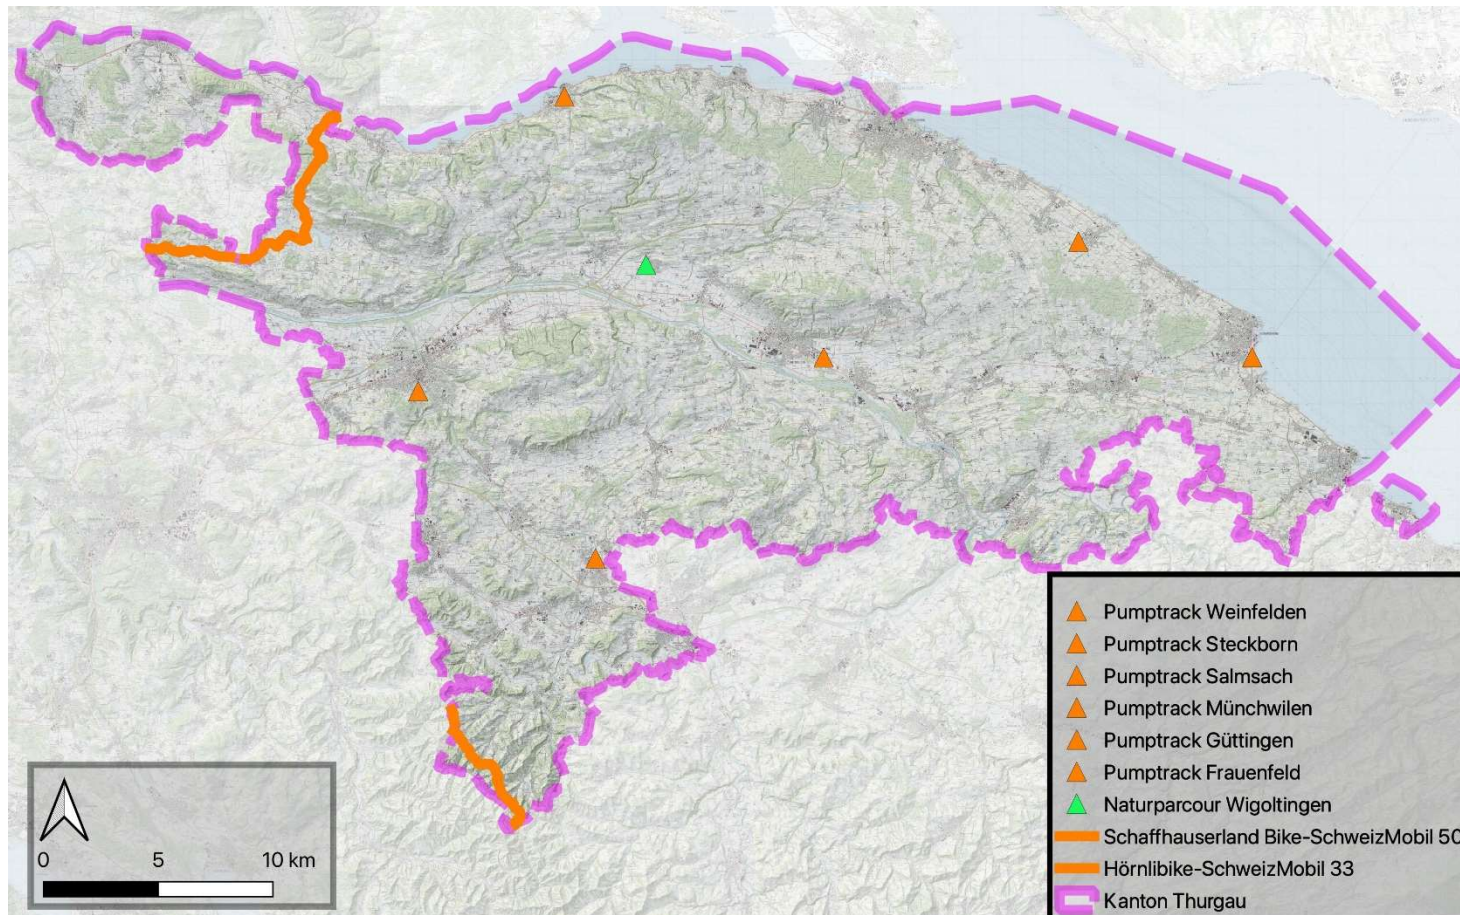 Pumptrack Weinfelden
Pumptrack Steckborn
Pumptrack Salmsach
Pumptrack Münchwilen
Pumptrack Güttingen
Pumptrack Frauenfeld
Naturparcour Wigoltingen
Schaffhauserland Bike-SchweizMobil 50
Hörnlibike-SchweizMobil 33
Kanton Thurgau
0 5 10 km